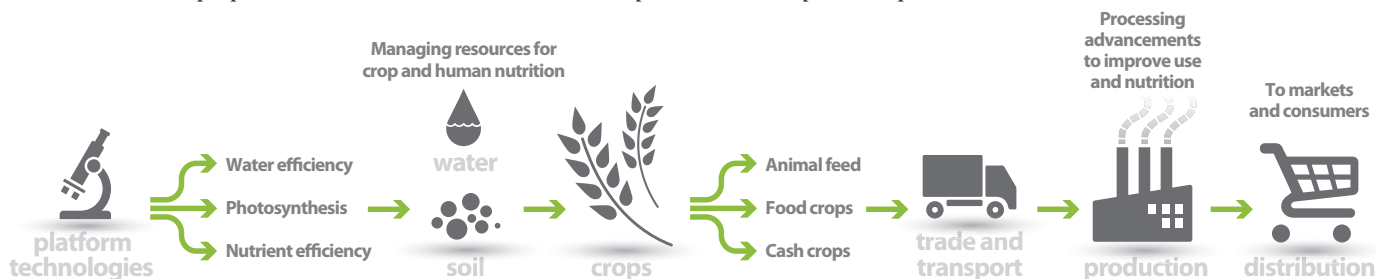 Processing
advancements
to improve use
and nutrition
Managing resources for
crop and human nutrition
To markets
and consumers
water
Water efficiency
Photosynthesis
Nutrient efficiency
Animal feed
Food crops
Cash crops
platform
technologies
soil
crops
trade and
transport
production
distribution